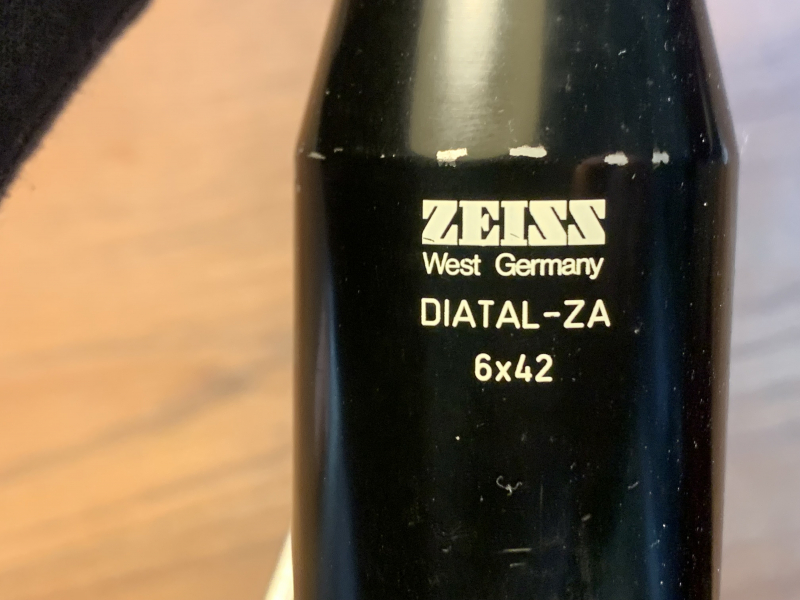 ZEISS
West Germany
DIATAL-ZA
6x42